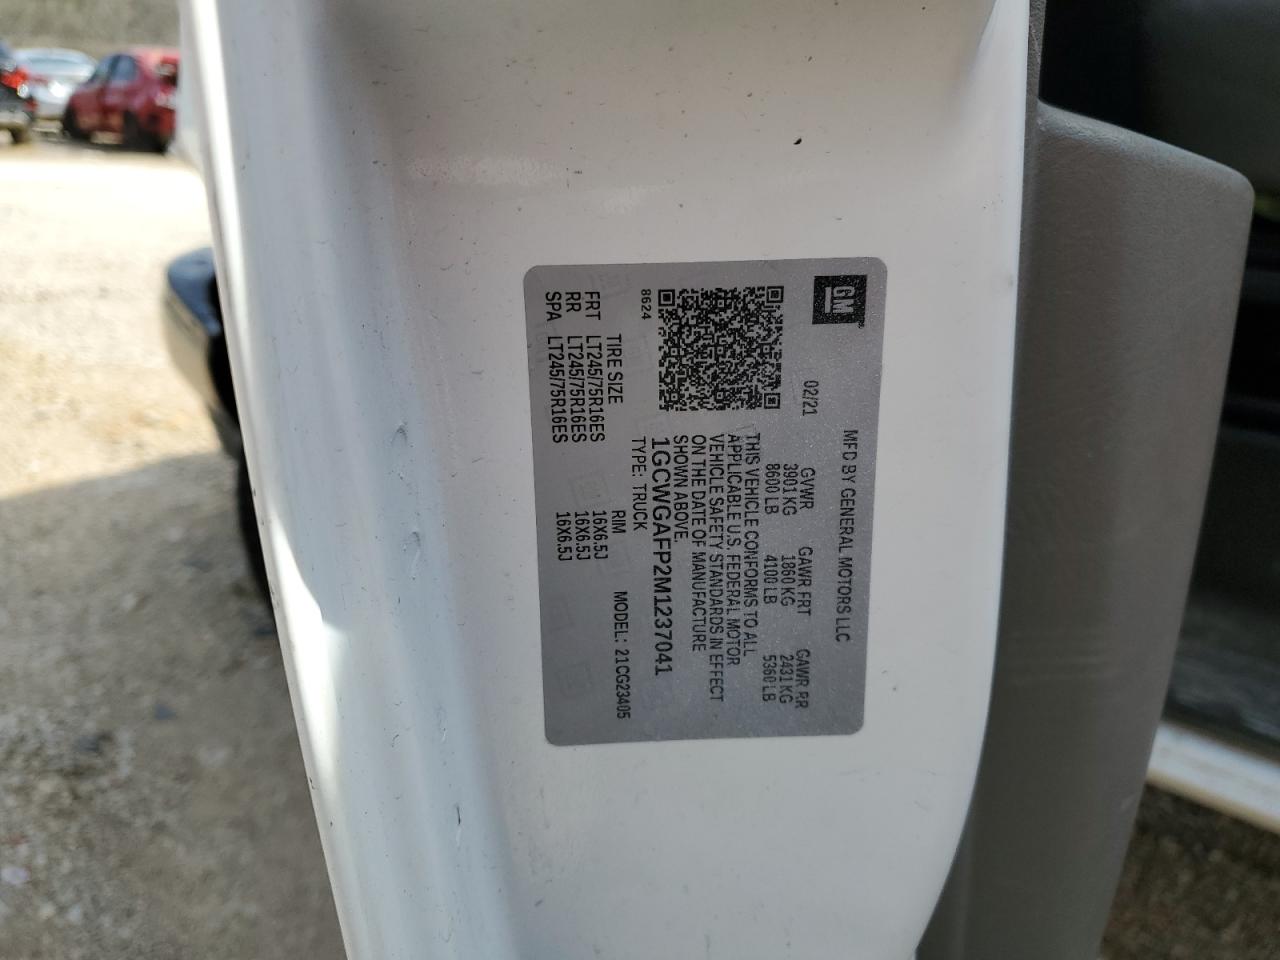 GM
MFD BY GENERAL MOTORS LLC
02/21 GVWR GAWR FRT GAWR RR
3901 KG 1860 KG 2431 KG
8600 LB 4100 LB 5360 LB
THIS VEHICLE CONFORMS TO ALL
APPLICABLE U.S. FEDERAL MOTOR
VEHICLE SAFETY STANDARDS IN EFFECT
ON THE DATE OF MANUFACTURE
SHOWN ABOVE.
1GCWGAFP2M1237041
8624 TYPE: TRUCK
TIRE SIZE RIM MODEL: 21CG23405
FRT LT245/75R16ES 16X6.5J
RR LT245/75R16ES 16X6.5J
SPA LT245/75R16ES 16X6.5J